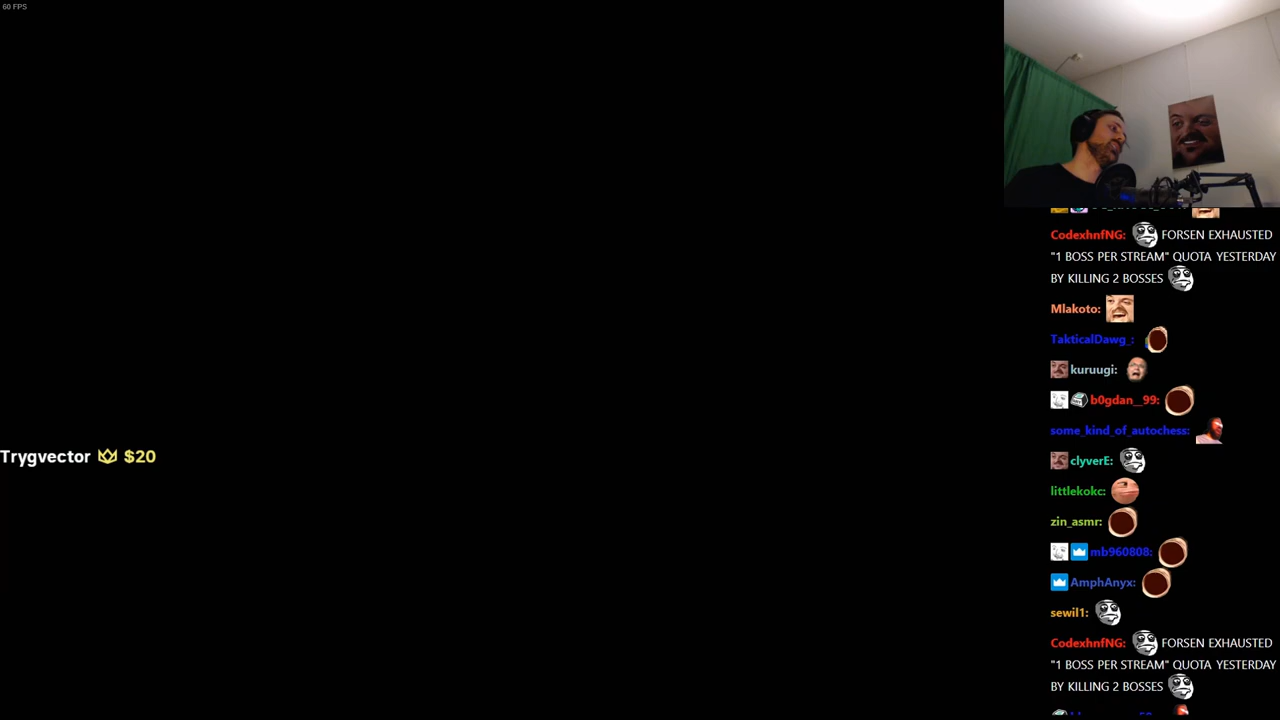 60 FPS
CodexhnfNG: FORSEN EXHAUSTED
"1 BOSS PER STREAM" QUOTA YESTERDAY
BY KILLING 2 BOSSES
Mlakoto:
TakticalDawg_:
kuruugi:
b0gdan__99:
some_kind_of_autochess:
Trygvector $20
clyverE:
littlekokc:
zin_asmr:
mb960808:
AmphAnyx:
sewil1:
CodexhnfNG: FORSEN EXHAUSTED
"1 BOSS PER STREAM" QUOTA YESTERDAY
BY KILLING 2 BOSSES